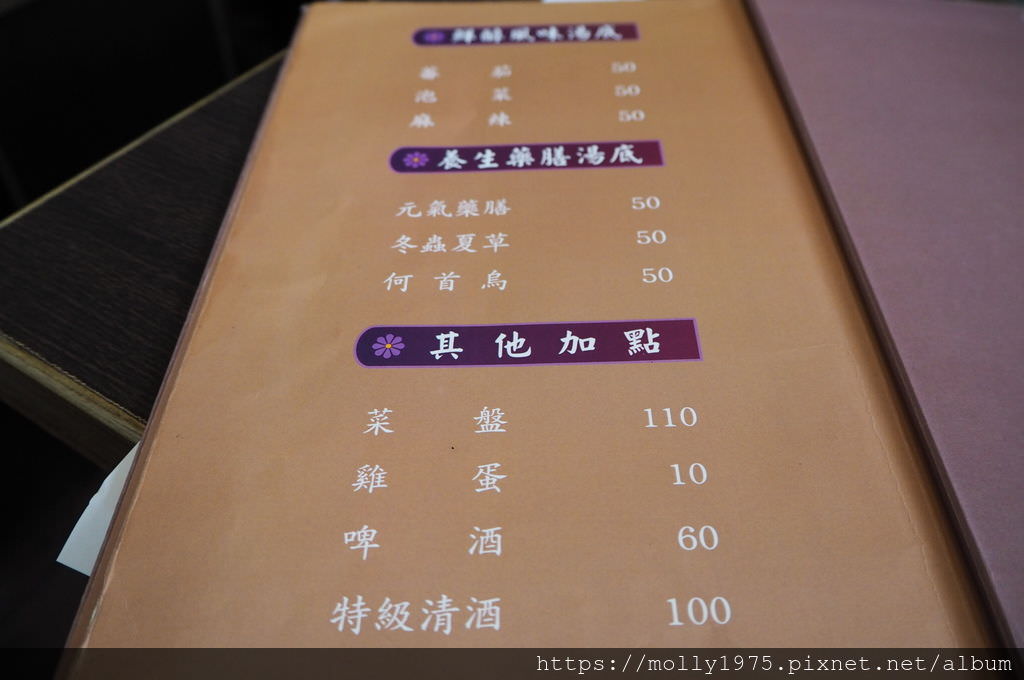 鮮醇風味湯底
蕃茄 50
泡菜 50
麻辣 50
養生藥膳湯底
元氣藥膳 50
冬蟲夏草 50
何首烏 50
其他加點
菜盤 110
雞蛋 10
啤酒 60
特級清酒 100
https://molly1975.pixnet.net/album